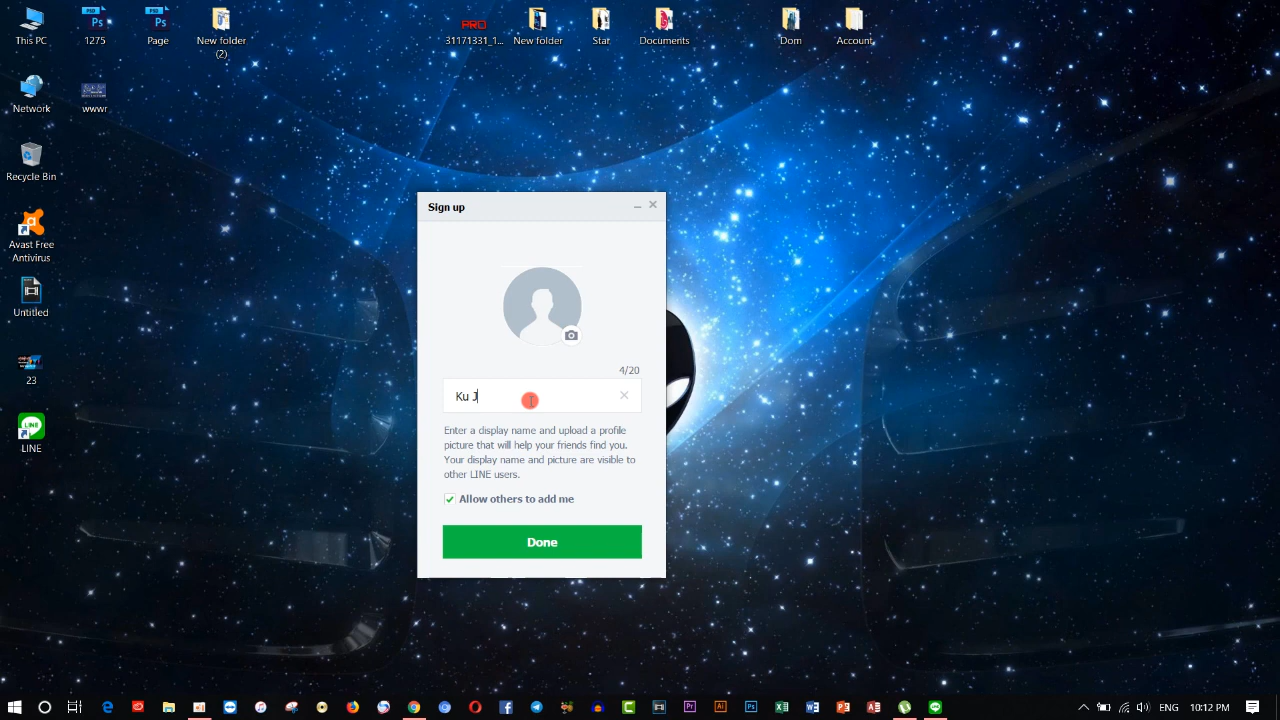 This PC
1275
Page
New folder
(2)
PRO
31171331_1...
New folder
Stat
Documents
Dom
Account
Network
wwwr
Recycle Bin
Avast Free
Antivirus
Untitled
23
LINE
Sign up
4/20
Ku J
Enter a display name and upload a profile
picture that will help your friends find you.
Your display name and picture are visible to
other LINE users.
Allow others to add me
Done
ENG
10:12 PM